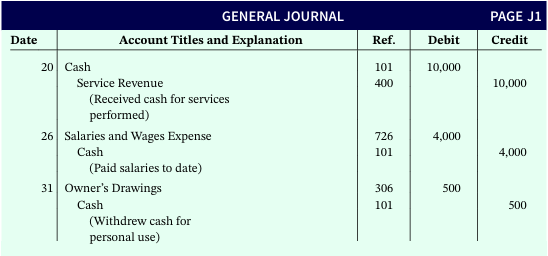 GENERAL JOURNAL PAGE J1
Date Account Titles and Explanation Ref. Debit Credit
20 Cash 101 10,000
Service Revenue 400 10,000
(Received cash for services
performed)
26 Salaries and Wages Expense 726 4,000
Cash 101 4,000
(Paid salaries to date)
31 Owner’s Drawings 306 500
Cash 101 500
(Withdrew cash for
personal use)